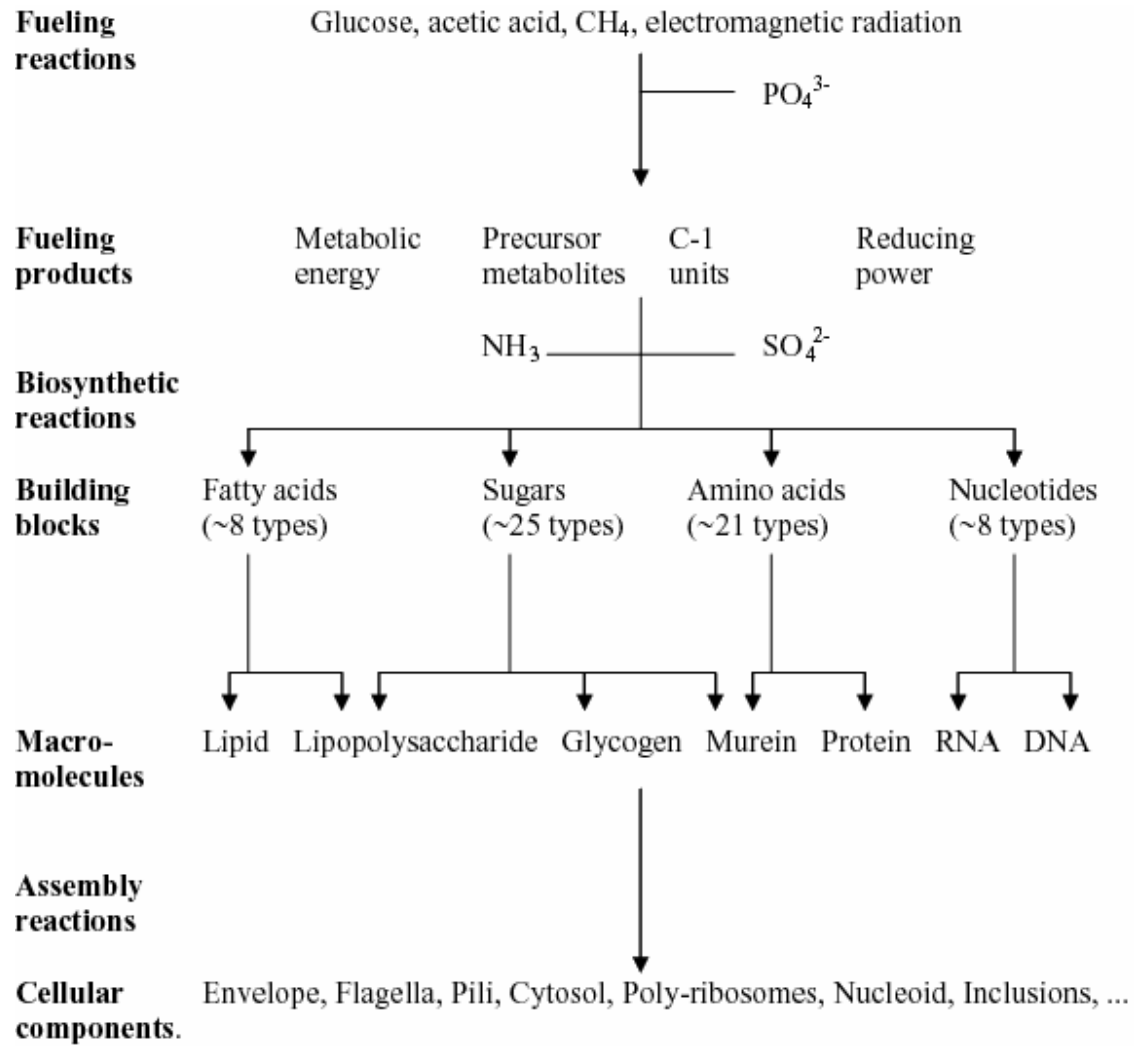 Fueling reactions Glucose, acetic acid, CH₄, electromagnetic radiation
PO₄³⁻
Fueling products Metabolic energy Precursor metabolites C-1 units Reducing power
NH₃ SO₄²⁻
Biosynthetic reactions
Building blocks Fatty acids (~8 types) Sugars (~25 types) Amino acids (~21 types) Nucleotides (~8 types)
Macro-molecules Lipid Lipopolysaccharide Glycogen Murein Protein RNA DNA
Assembly reactions
Cellular components. Envelope, Flagella, Pili, Cytosol, Poly-ribosomes, Nucleoid, Inclusions, ...